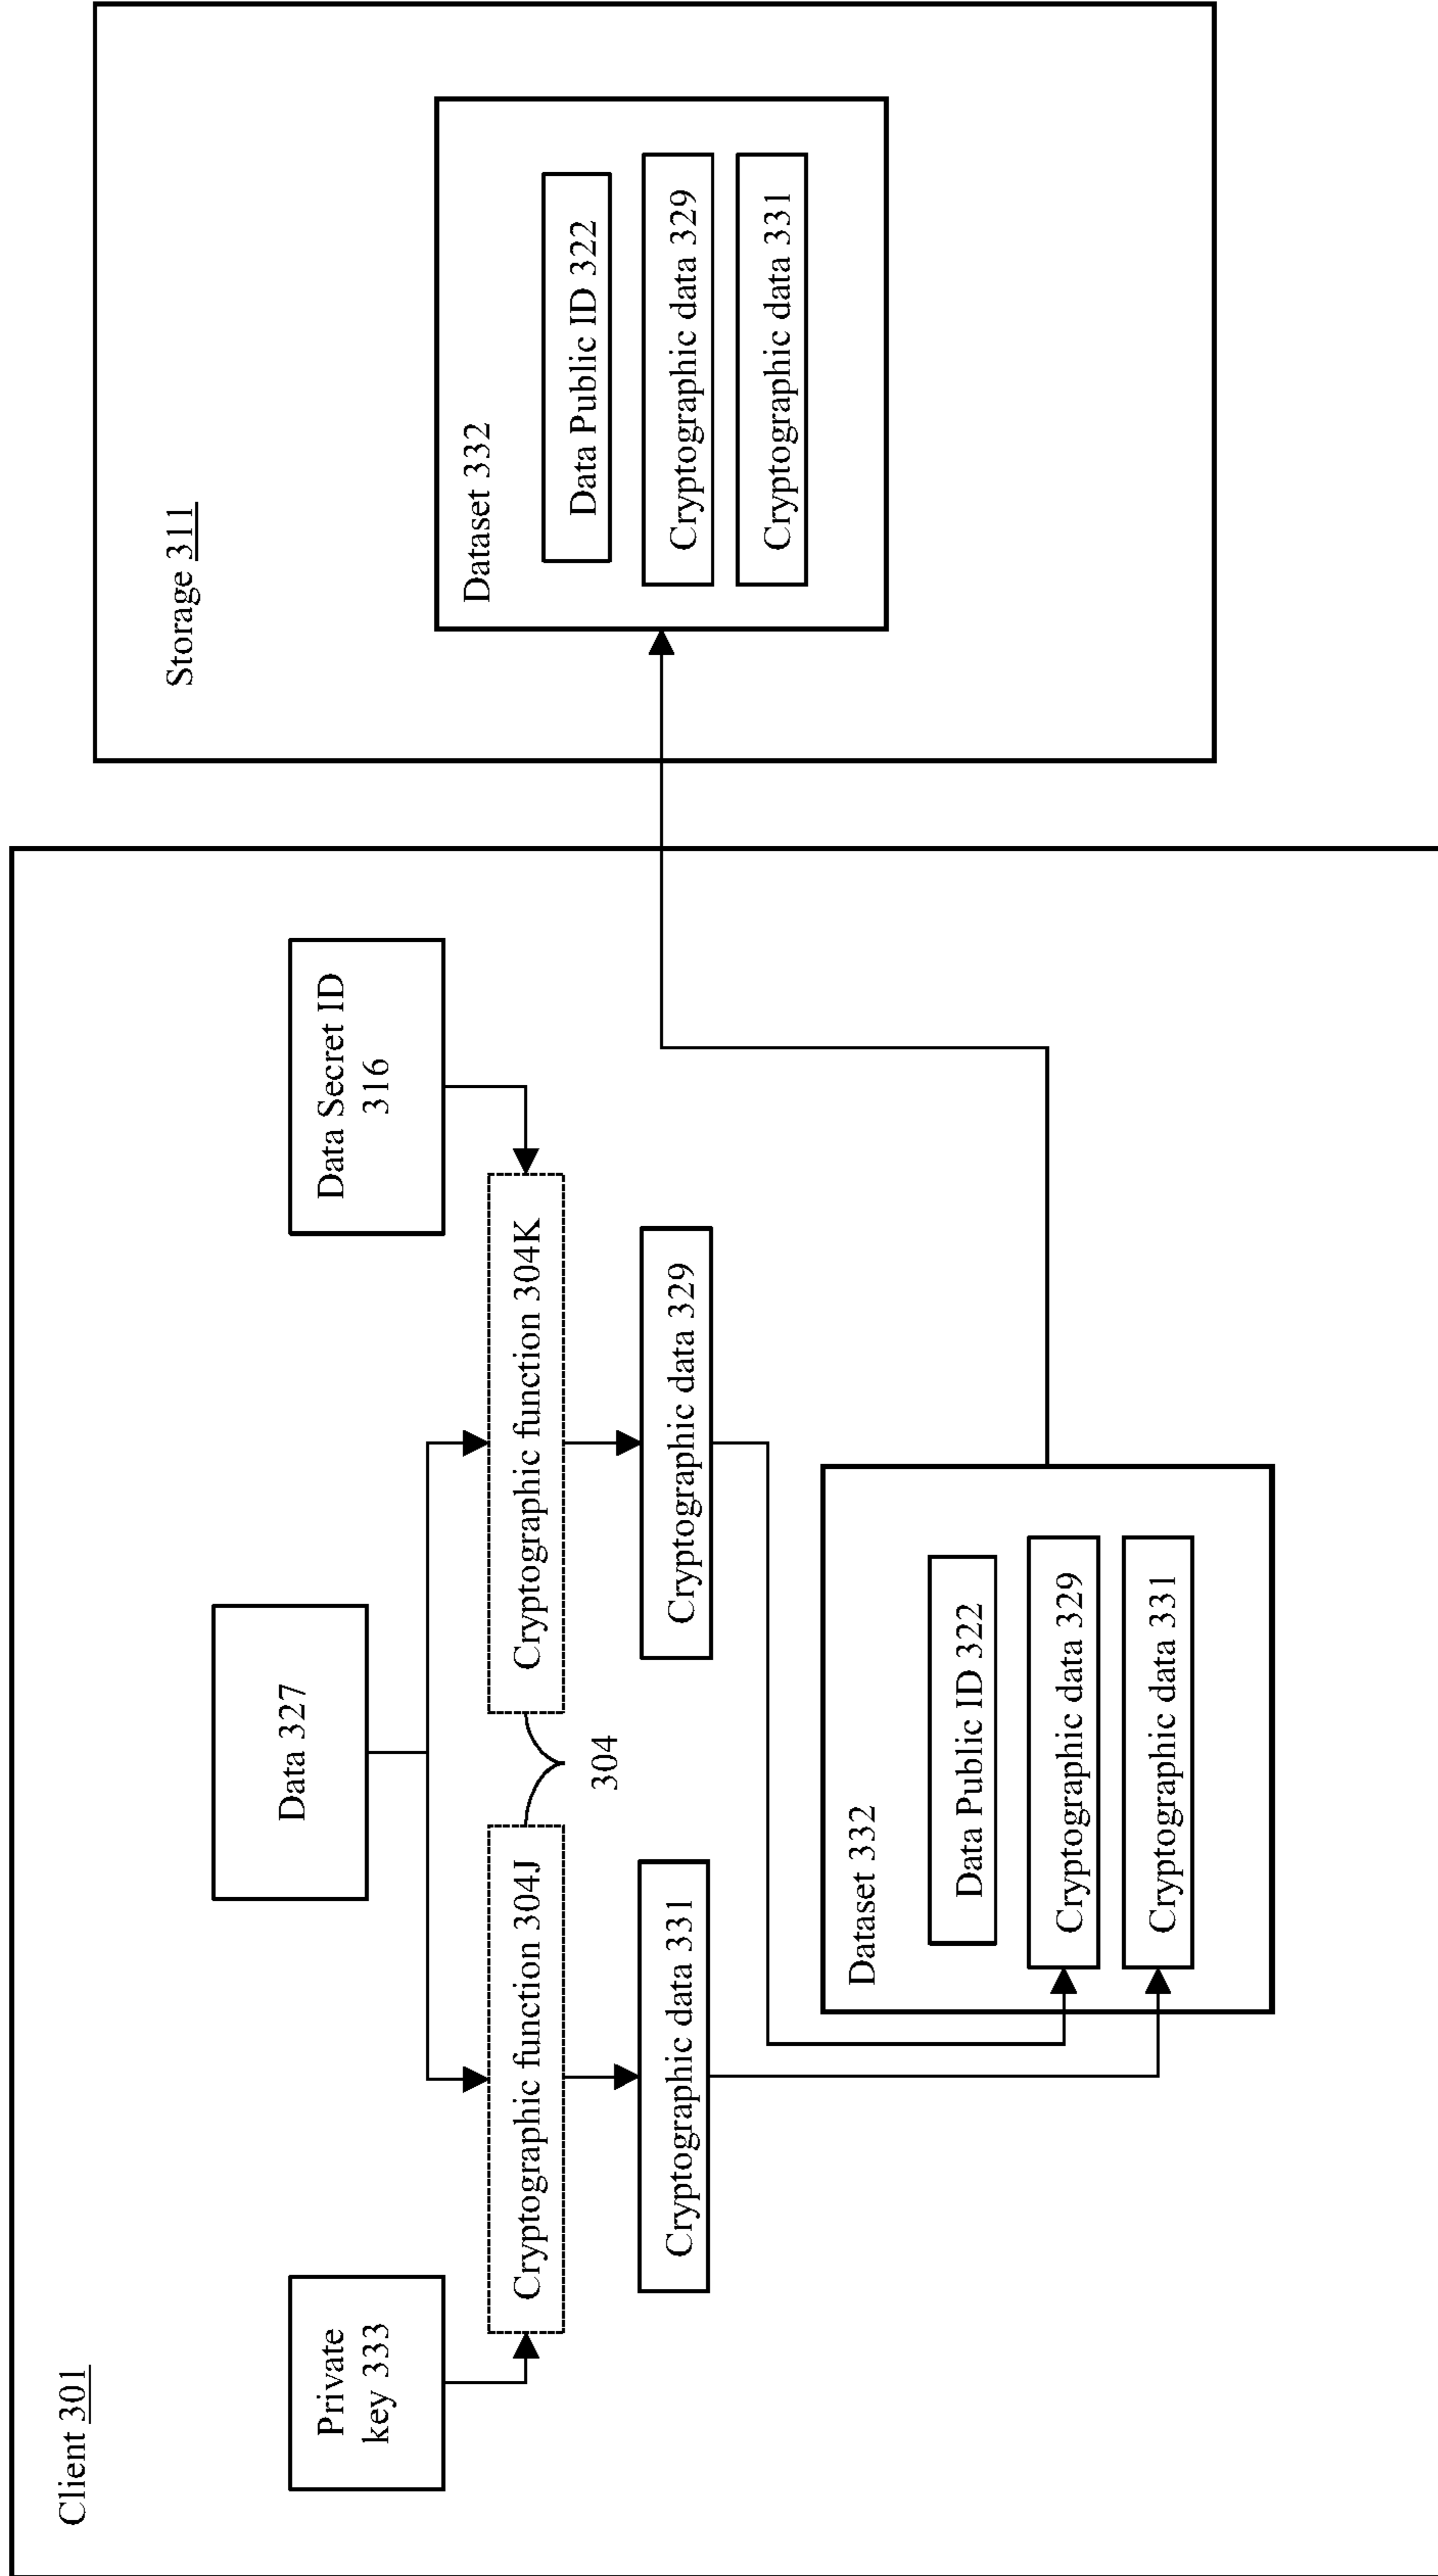 Client 301
Private
key 333
Data 327
Data Secret ID
316
Cryptographic function 304J
Cryptographic function 304K
304
Cryptographic data 331
Cryptographic data 329
Dataset 332
Data Public ID 322
Cryptographic data 329
Cryptographic data 331
Storage 311
Dataset 332
Data Public ID 322
Cryptographic data 329
Cryptographic data 331